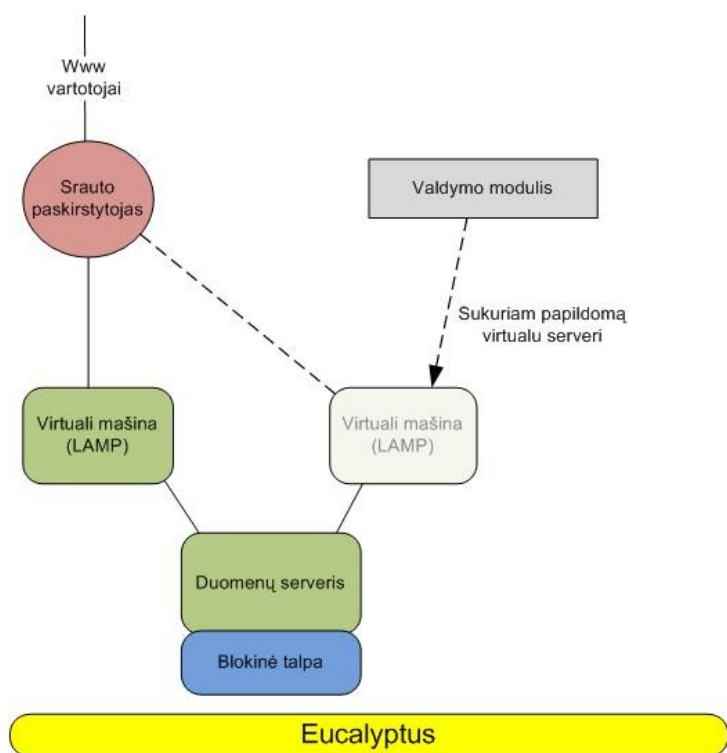 Www
vartotojai
Srauto
paskirstytojas
Valdymo modulis
Sukuriam papildomą
virtualu serveri
Virtuali mašina
(LAMP)
Virtuali mašina
(LAMP)
Duomenų serveris
Blokinė talpa
Eucalyptus